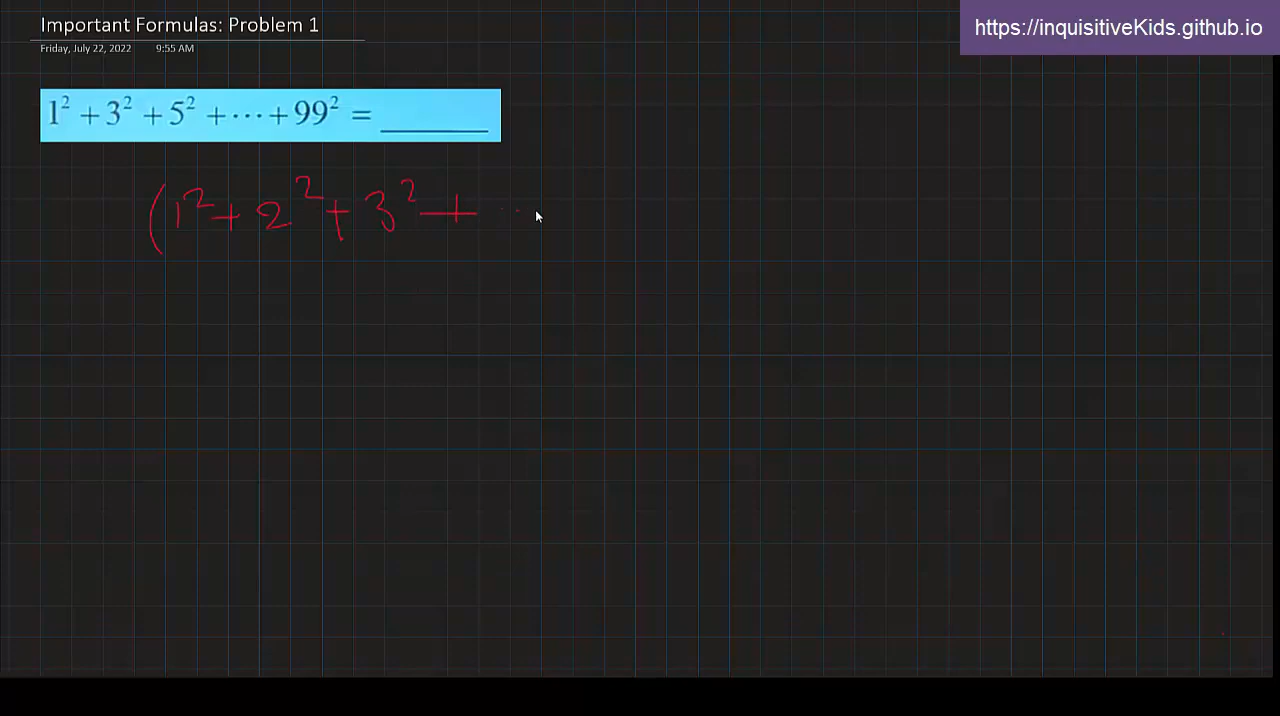 Important Formulas: Problem 1
https://inquisitiveKids.github.io
Friday, July 22, 2022 9:55 AM
1² + 3² + 5² + ⋯ + 99² = ________
(1² + 2² + 3² + ..